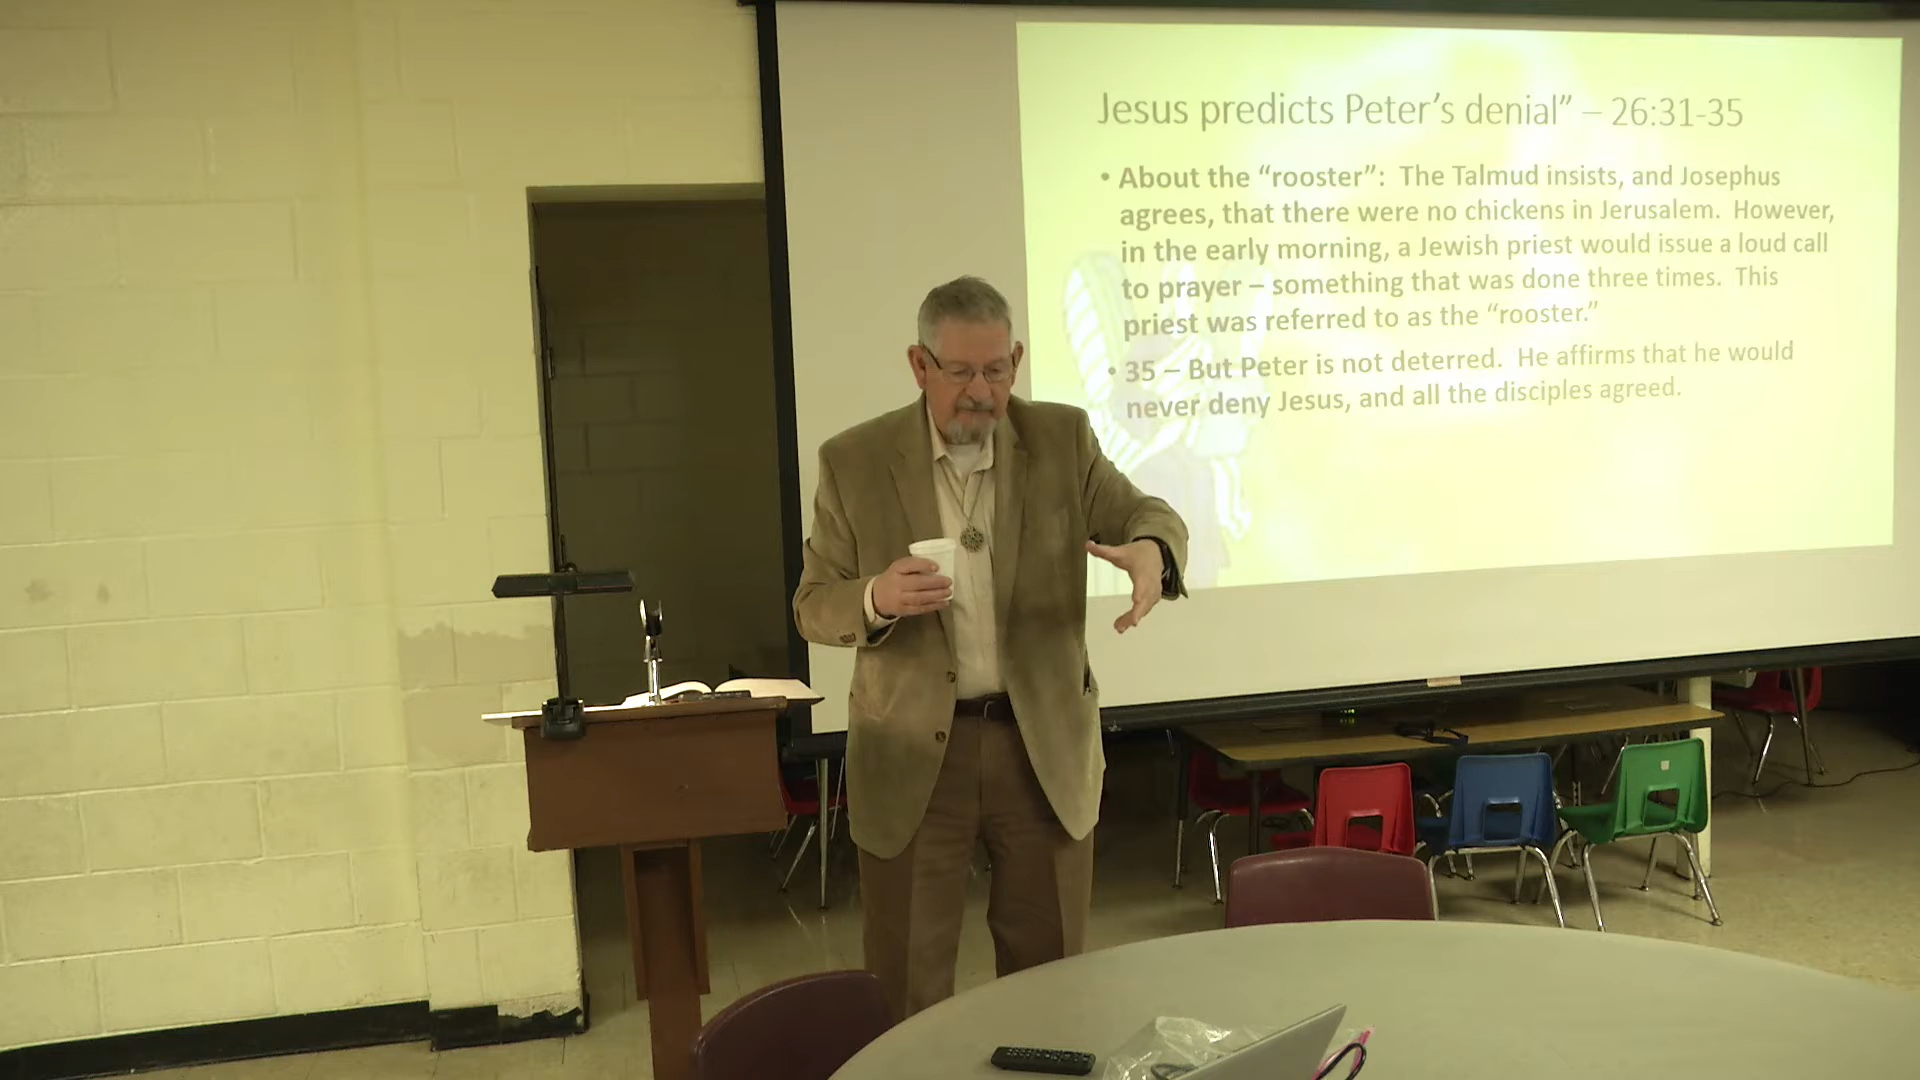 Jesus predicts Peter's denial” – 26:31-35
• About the “rooster”: The Talmud insists, and Josephus
agrees, that there were no chickens in Jerusalem. However,
in the early morning, a Jewish priest would issue a loud call
to prayer – something that was done three times. This
priest was referred to as the “rooster.”
• 35 – But Peter is not deterred. He affirms that he would
never deny Jesus, and all the disciples agreed.